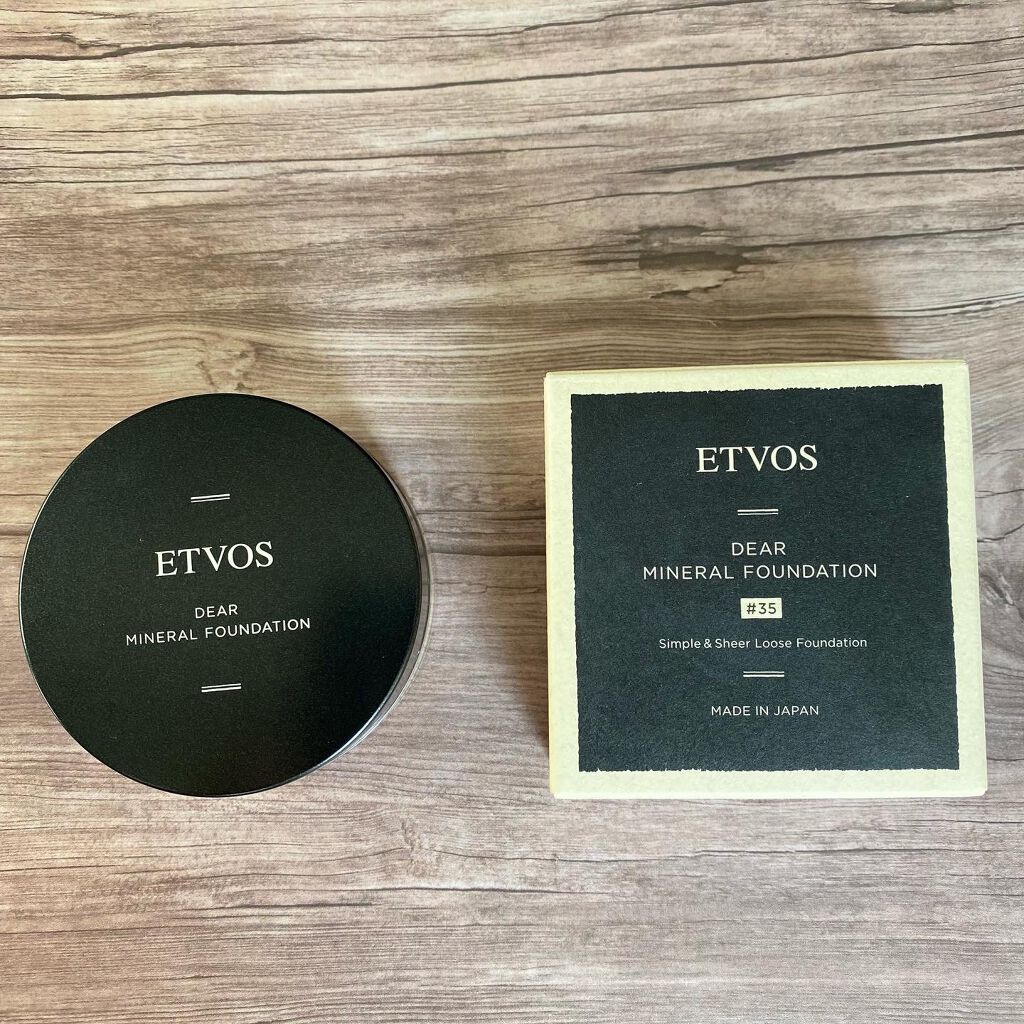 ETVOS
DEAR
MINERAL FOUNDATION
ETVOS
DEAR
MINERAL FOUNDATION
#35
Simple & Sheer Loose Foundation
MADE IN JAPAN